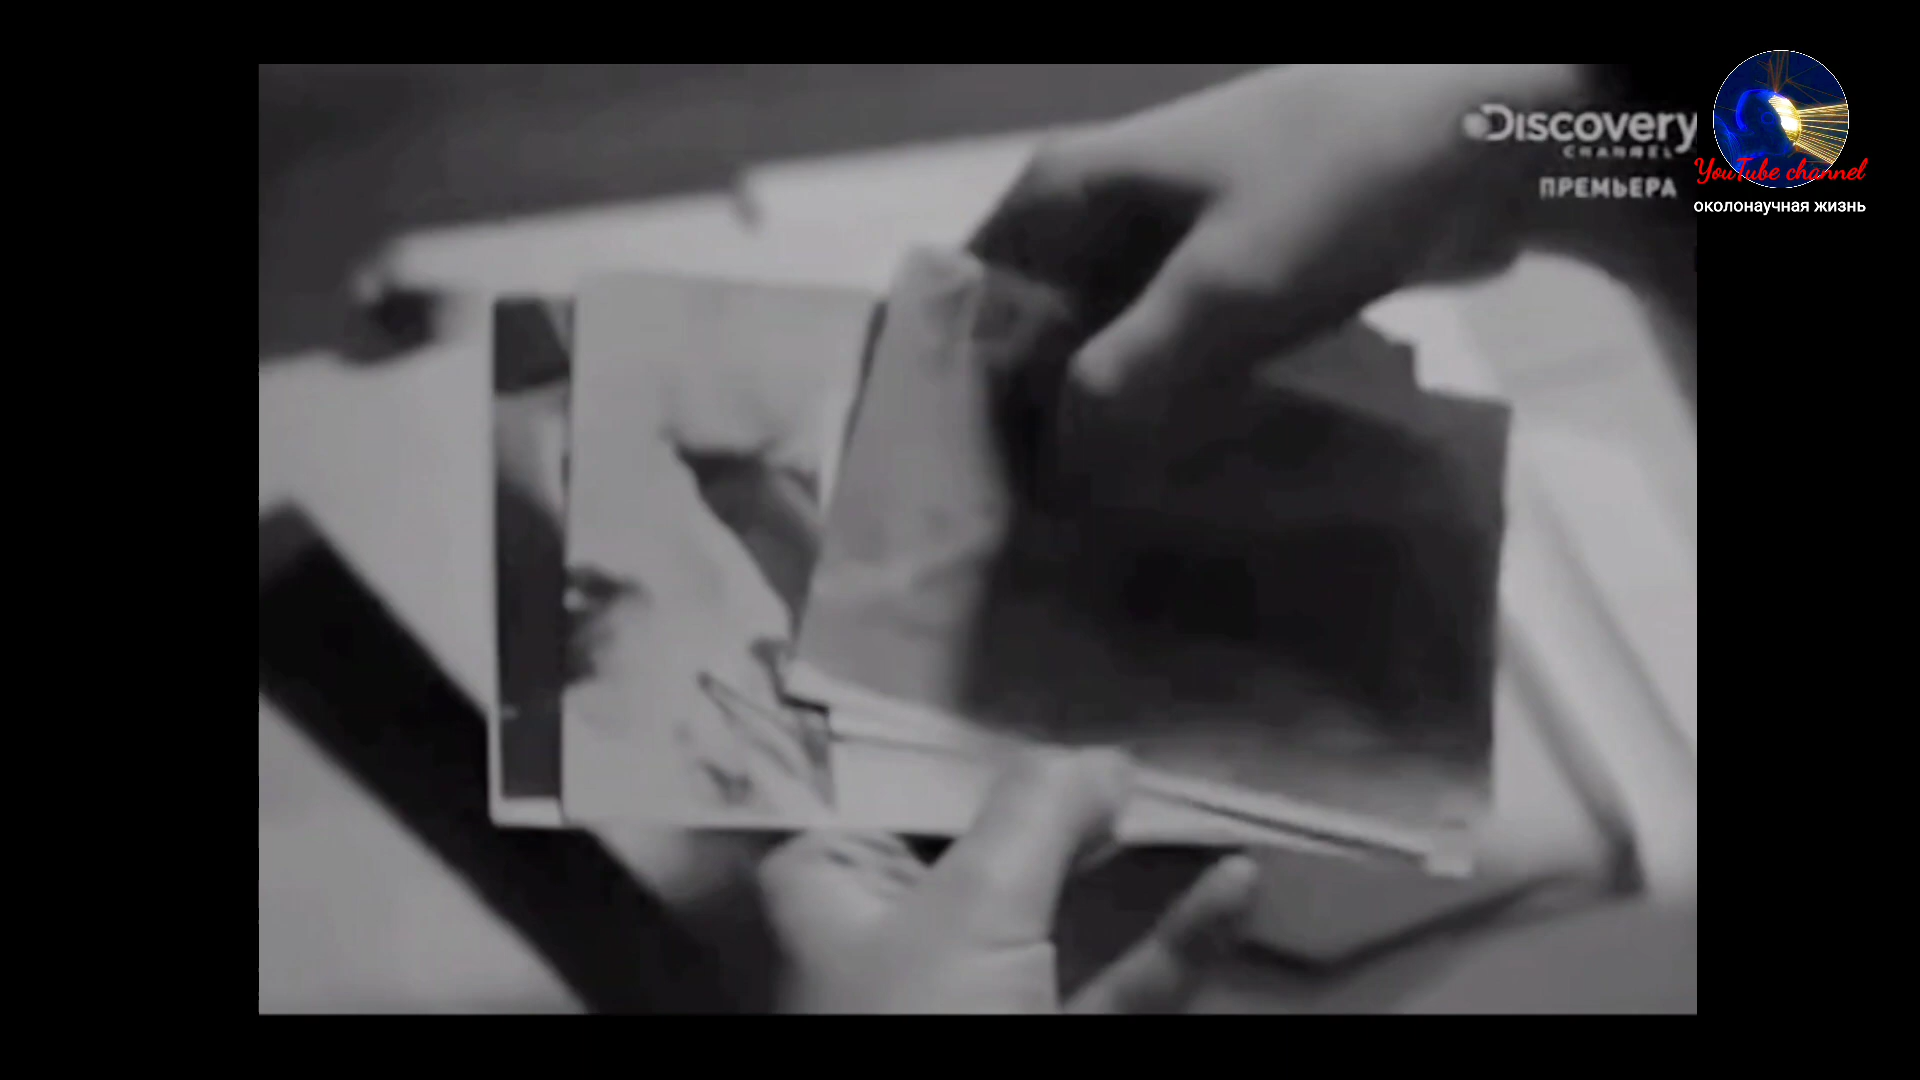 Discovery
CHANNEL
ПРЕМЬЕРА
YouTube channel
околонаучная жизнь